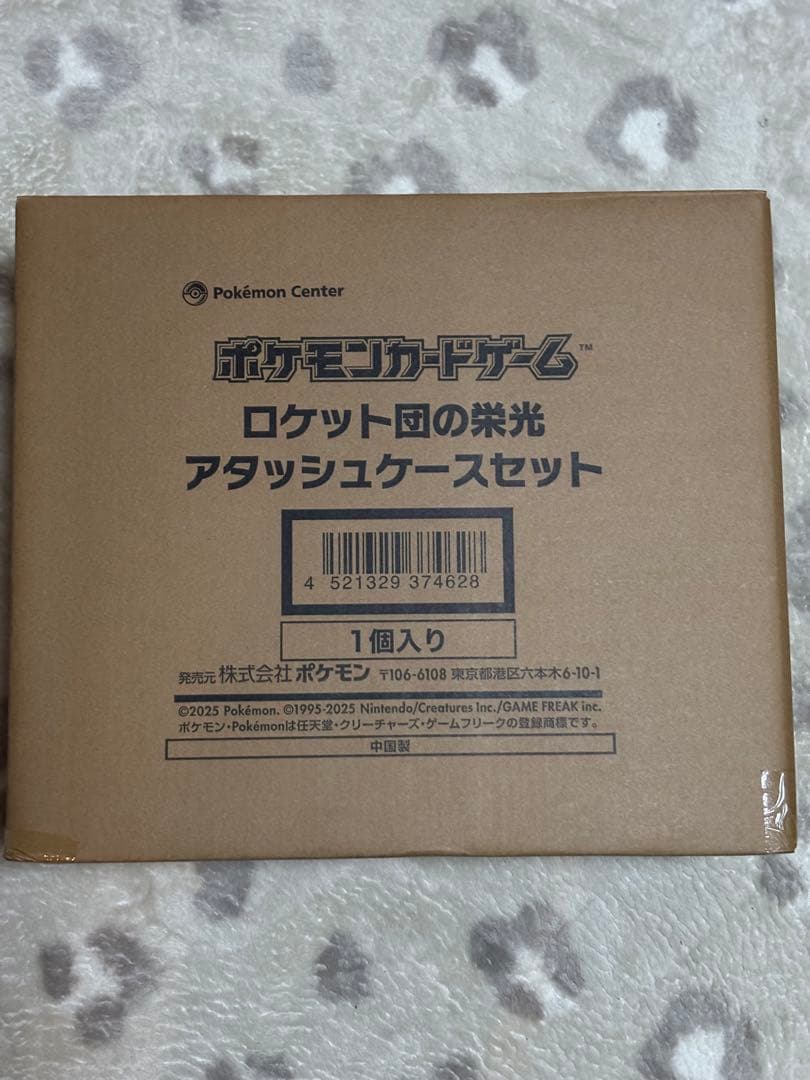 Pokémon Center
ポケモンカードゲーム™
ロケット団の栄光
アタッシュケースセット
4 521329 374628
1個入り
発売元 株式会社 ポケモン 〒106-6108 東京都港区六本木6-10-1
©2025 Pokémon. ©1995-2025 Nintendo/Creatures Inc./GAME FREAK inc.
ポケモン・Pokémonは任天堂・クリーチャーズ・ゲームフリークの登録商標です。
中国製